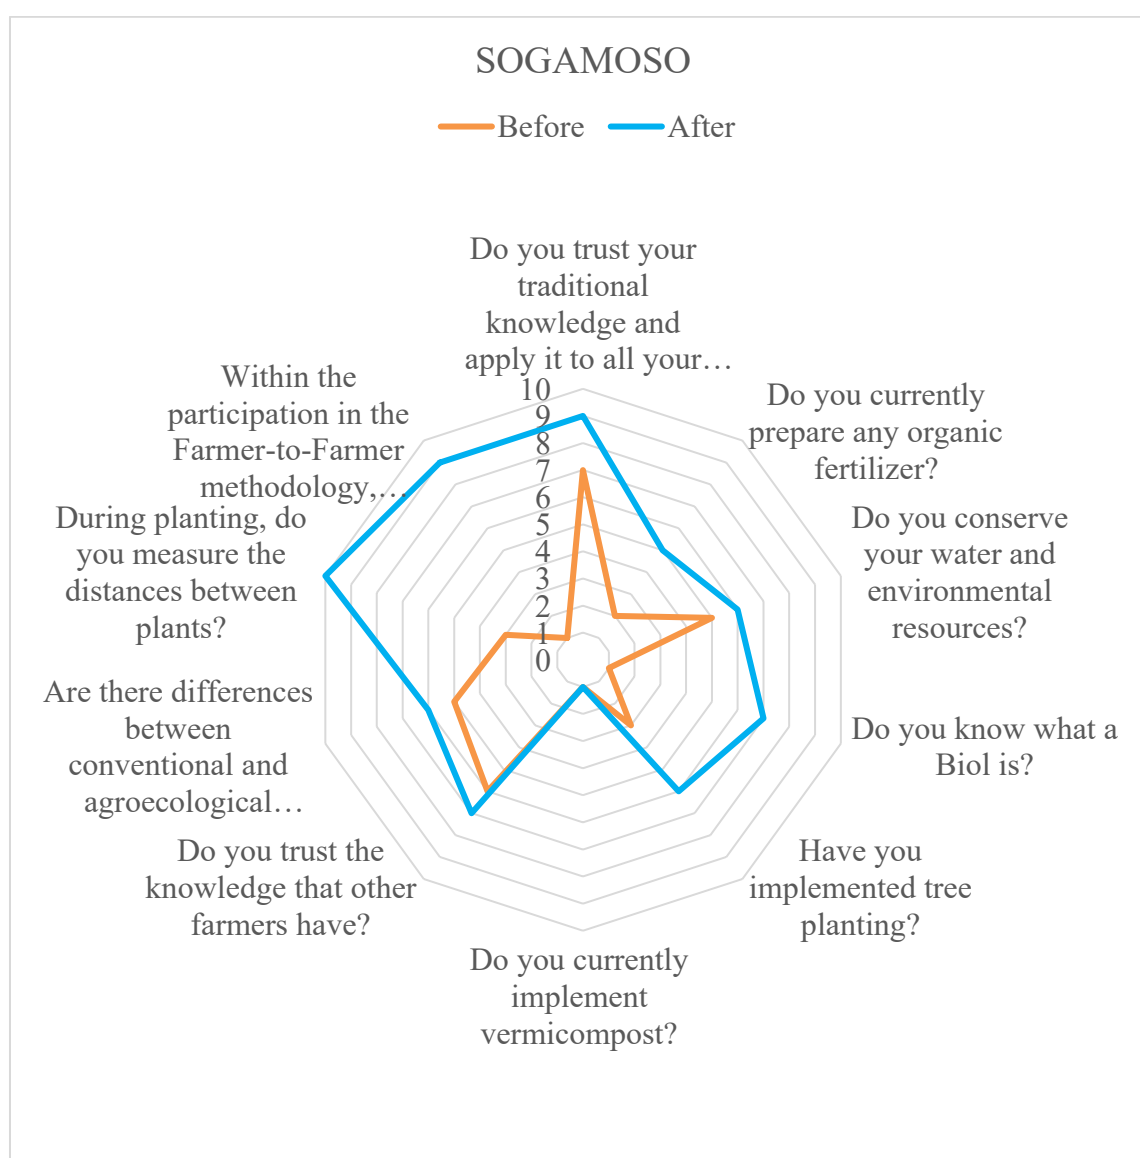 SOGAMOSO
Before
After
Do you trust your
traditional
knowledge and
apply it to all your…
Do you currently
prepare any organic
fertilizer?
Do you conserve
your water and
environmental
resources?
Do you know what a
Biol is?
Have you
implemented tree
planting?
Do you currently
implement
vermicompost?
Do you trust the
knowledge that other
farmers have?
Are there differences
between
conventional and
agroecological…
During planting, do
you measure the
distances between
plants?
Within the
participation in the
Farmer-to-Farmer
methodology,…
10
9
8
7
6
5
4
3
2
1
0